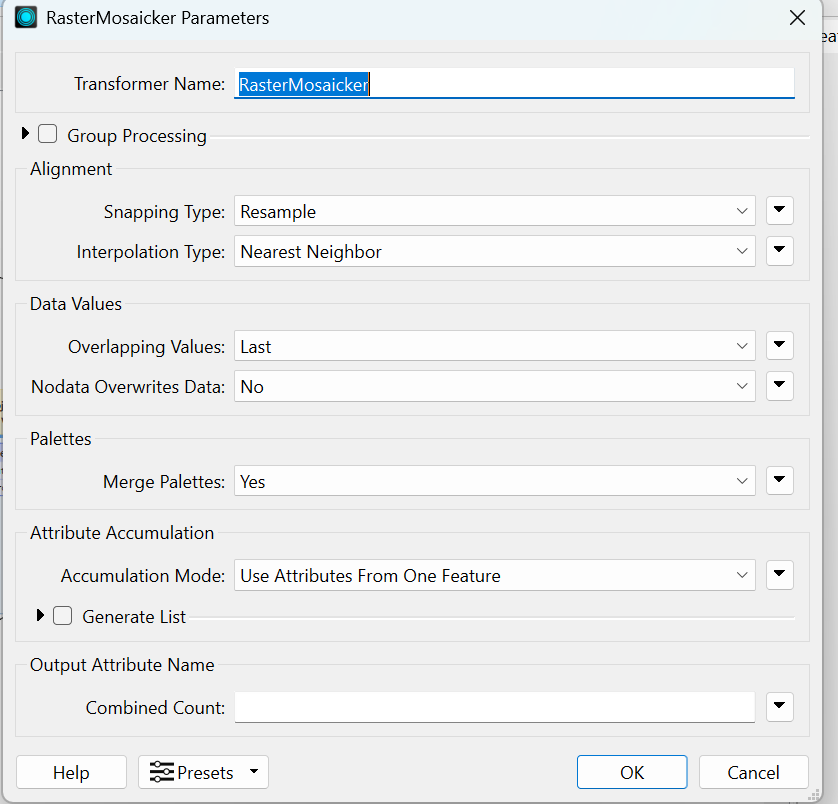 RasterMosaicker Parameters
Transformer Name: RasterMosaicker
Group Processing
Alignment
Snapping Type: Resample
Interpolation Type: Nearest Neighbor
Data Values
Overlapping Values: Last
Nodata Overwrites Data: No
Palettes
Merge Palettes: Yes
Attribute Accumulation
Accumulation Mode: Use Attributes From One Feature
Generate List
Output Attribute Name
Combined Count:
Help Presets OK Cancel